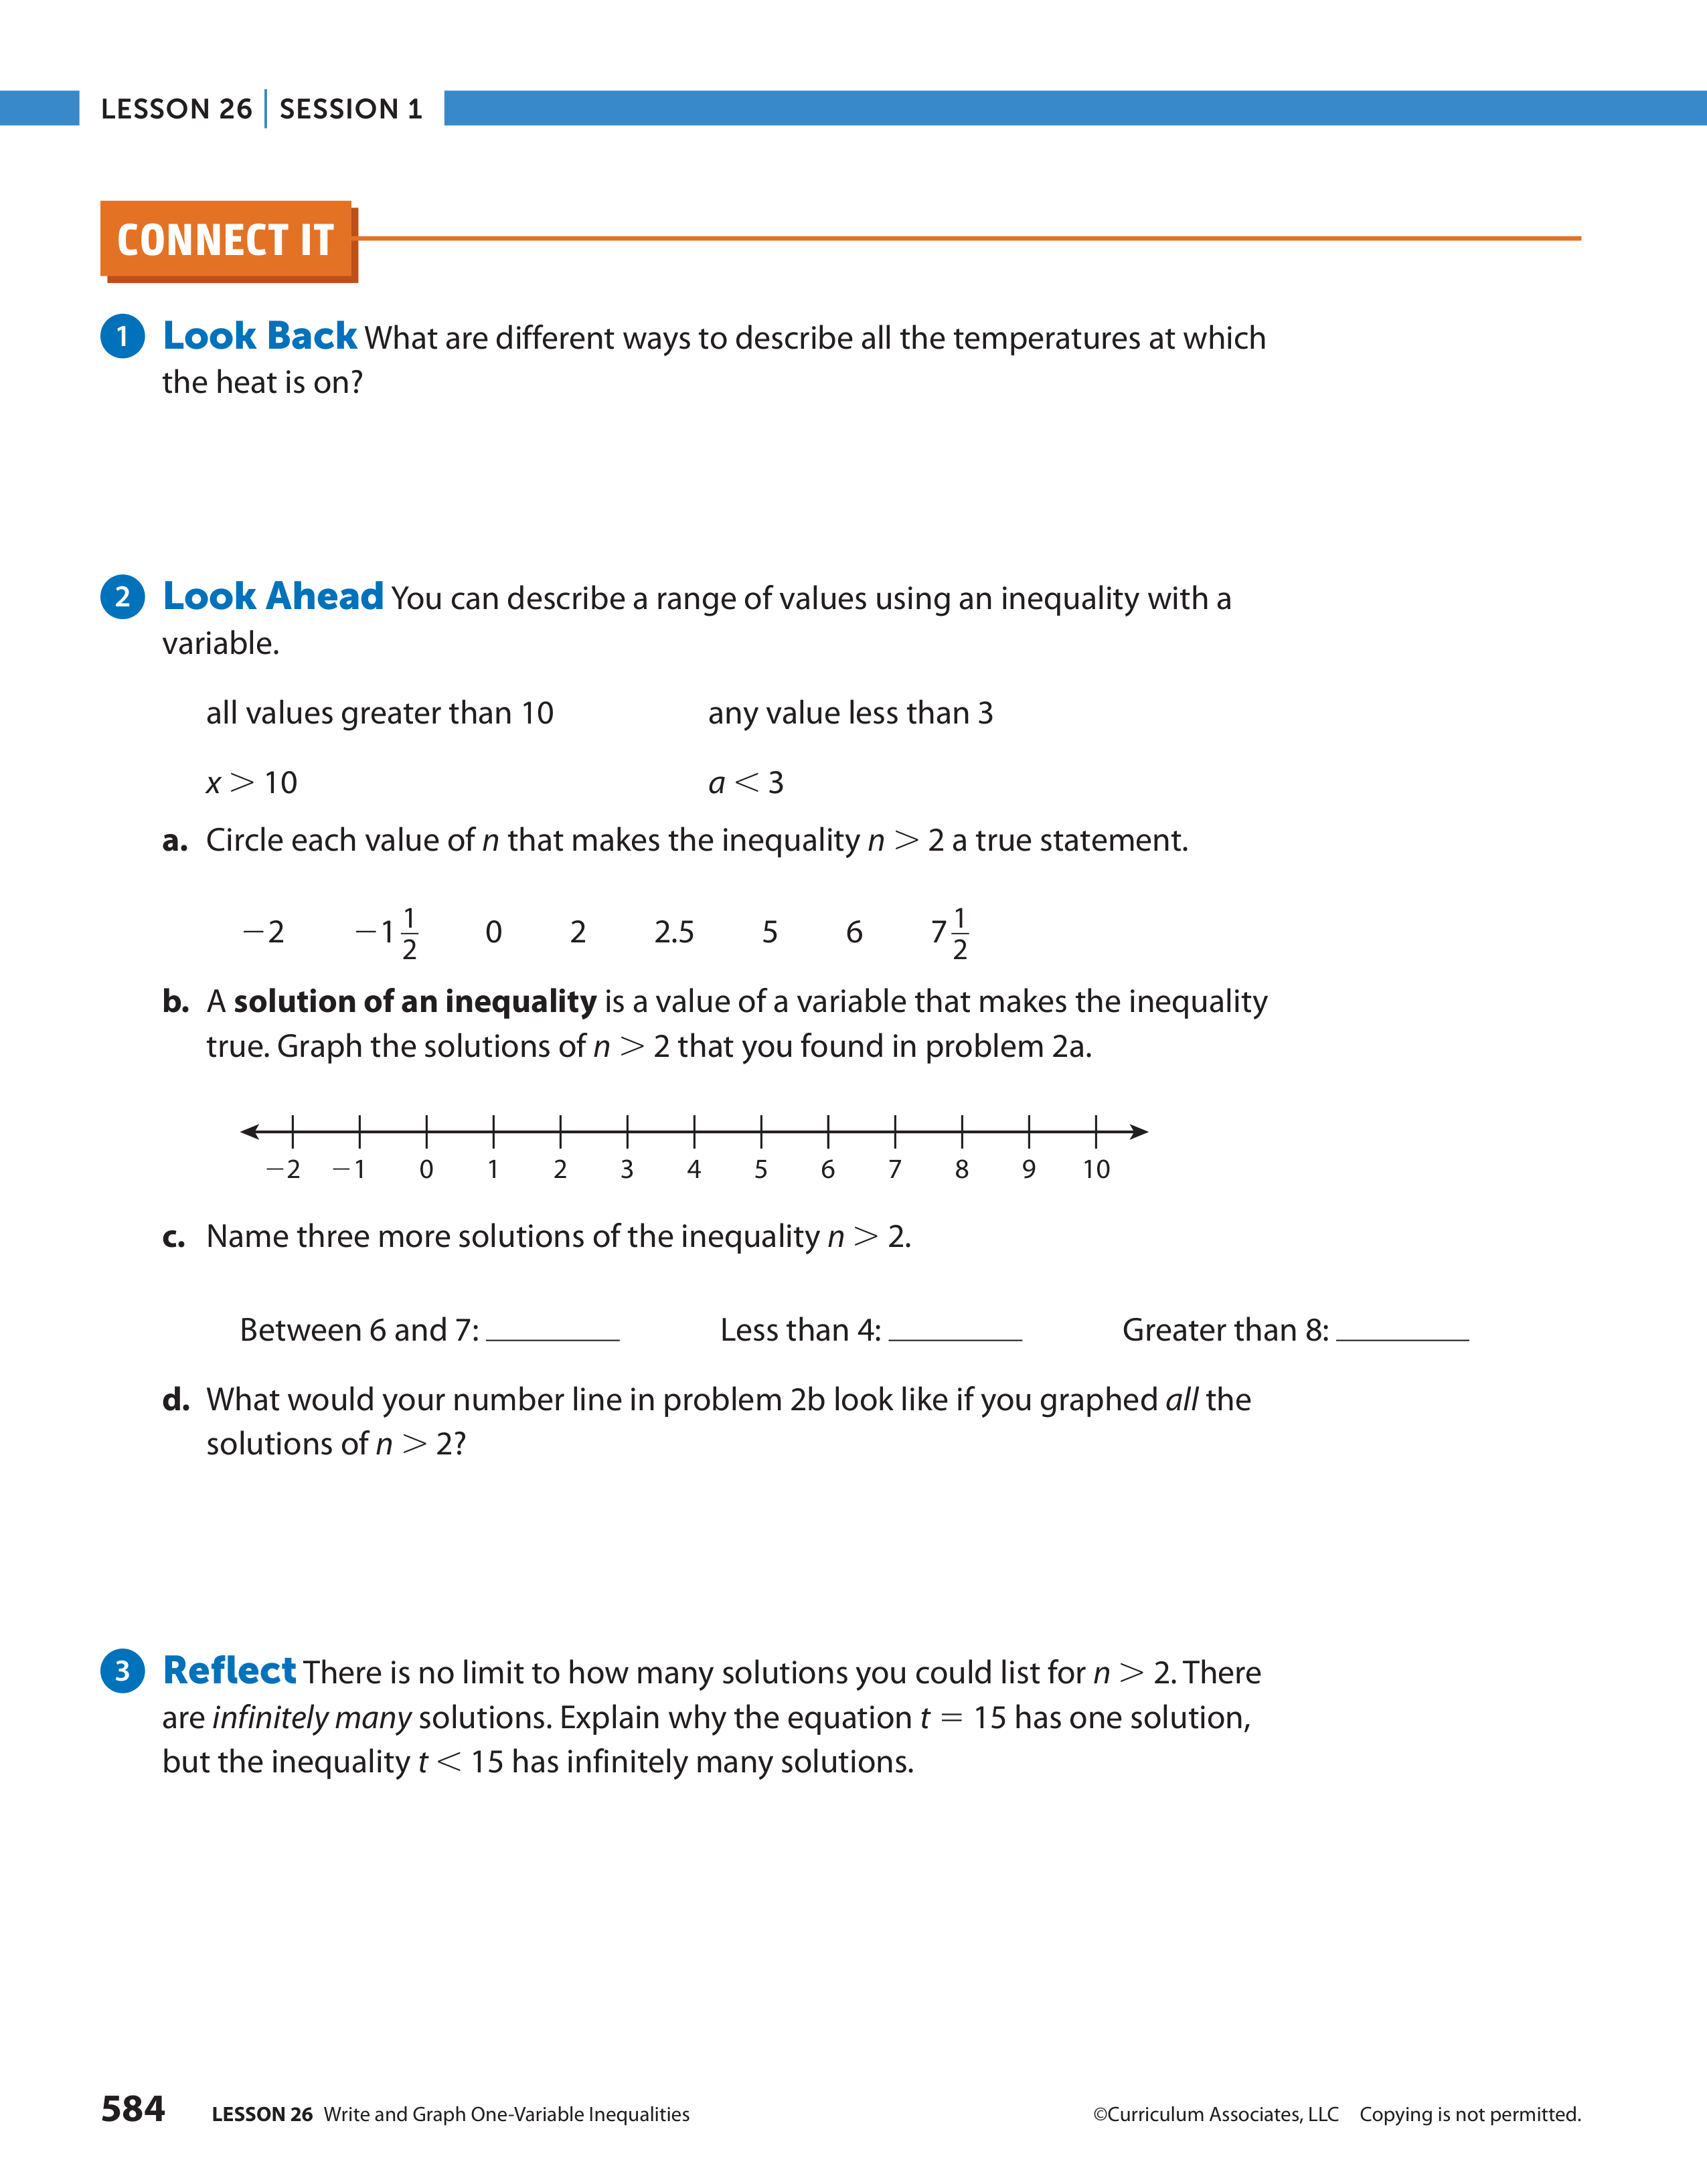 LESSON 26 | SESSION 1
CONNECT IT
1 Look Back What are different ways to describe all the temperatures at which
the heat is on?
2 Look Ahead You can describe a range of values using an inequality with a
variable.
all values greater than 10 any value less than 3
x > 10 a < 3
a. Circle each value of n that makes the inequality n > 2 a true statement.
−2 −1 1/2 0 2 2.5 5 6 7 1/2
b. A solution of an inequality is a value of a variable that makes the inequality
true. Graph the solutions of n > 2 that you found in problem 2a.
−2 −1 0 1 2 3 4 5 6 7 8 9 10
c. Name three more solutions of the inequality n > 2.
Between 6 and 7: ________ Less than 4: ________ Greater than 8: ________
d. What would your number line in problem 2b look like if you graphed all the
solutions of n > 2?
3 Reflect There is no limit to how many solutions you could list for n > 2. There
are infinitely many solutions. Explain why the equation t = 15 has one solution,
but the inequality t < 15 has infinitely many solutions.
584 LESSON 26 Write and Graph One-Variable Inequalities ©Curriculum Associates, LLC Copying is not permitted.